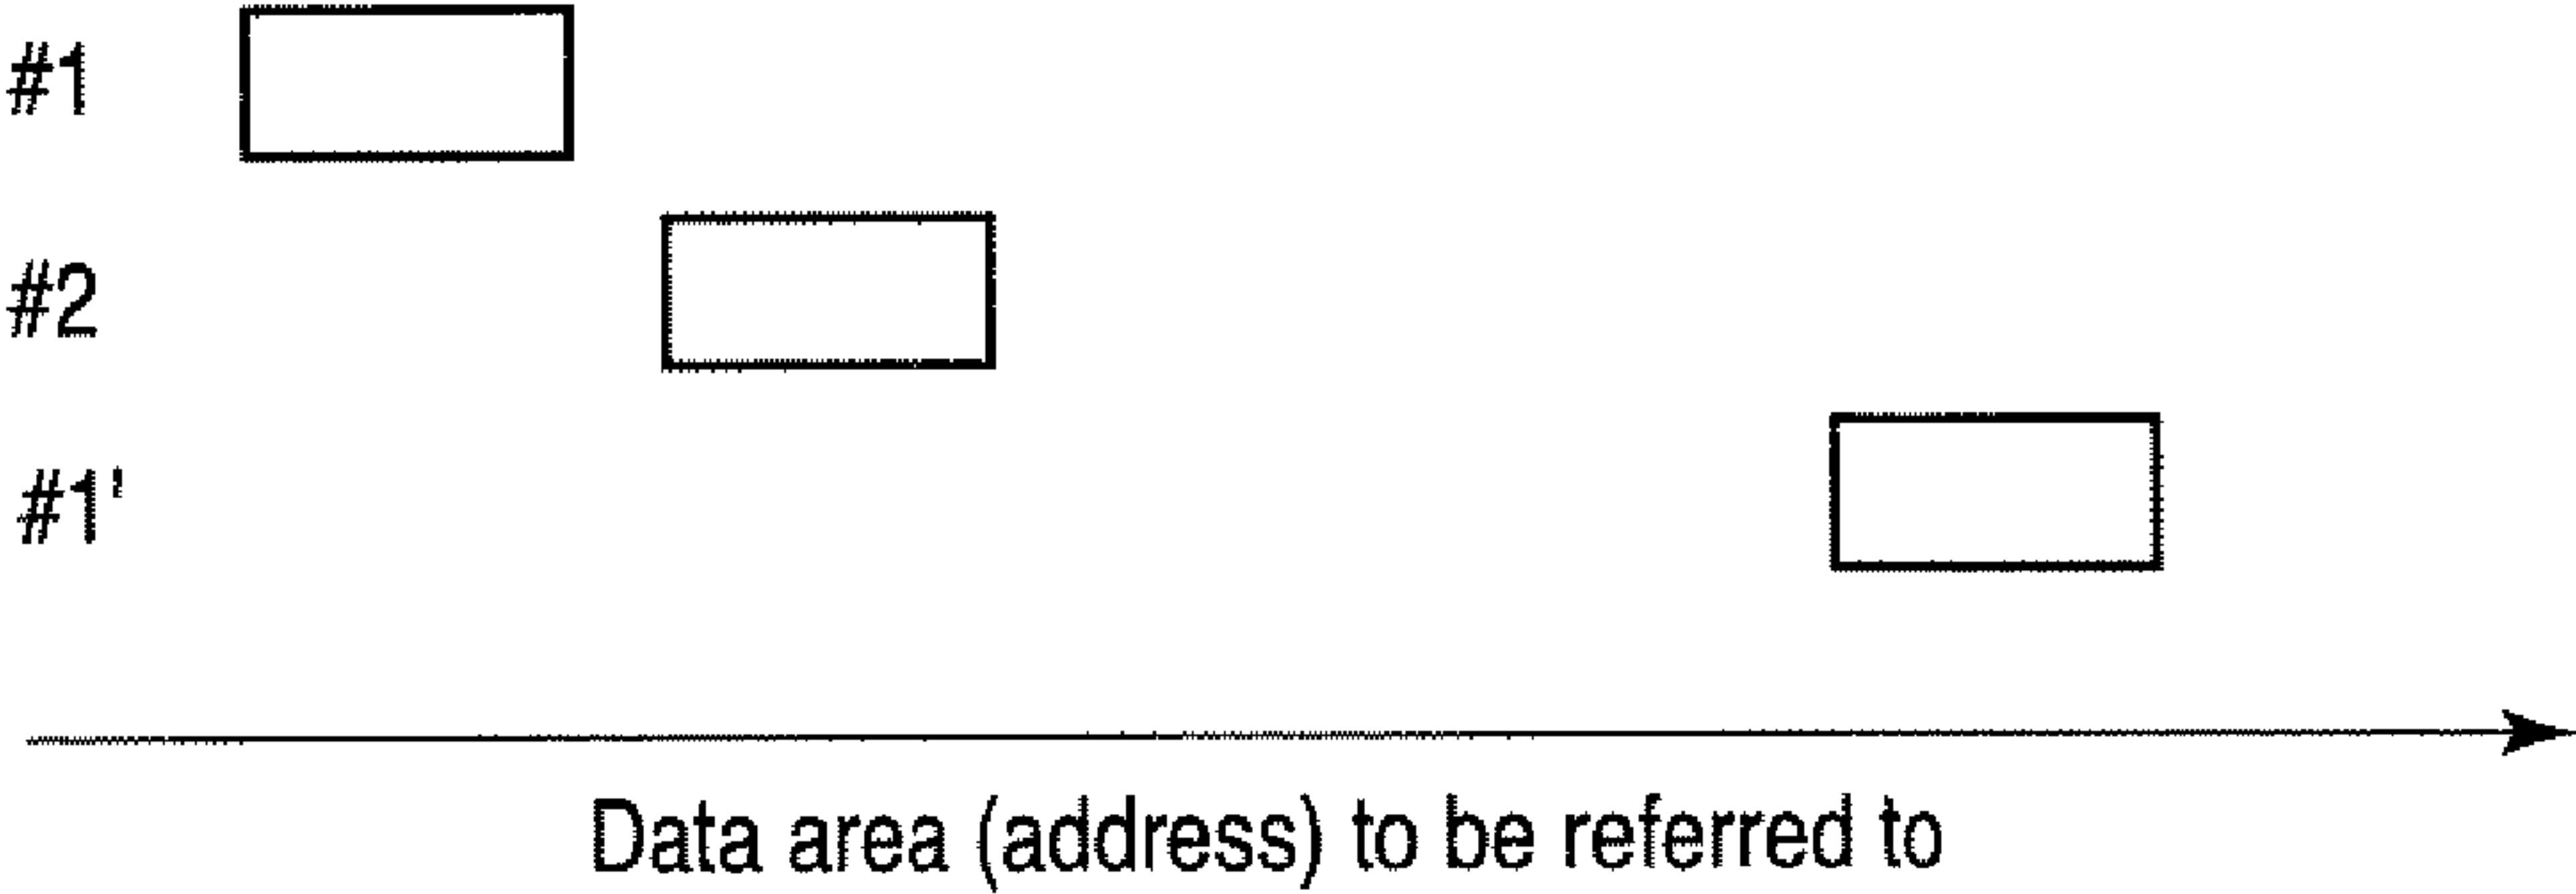 #1
#2
#1'
Data area (address) to be referred to